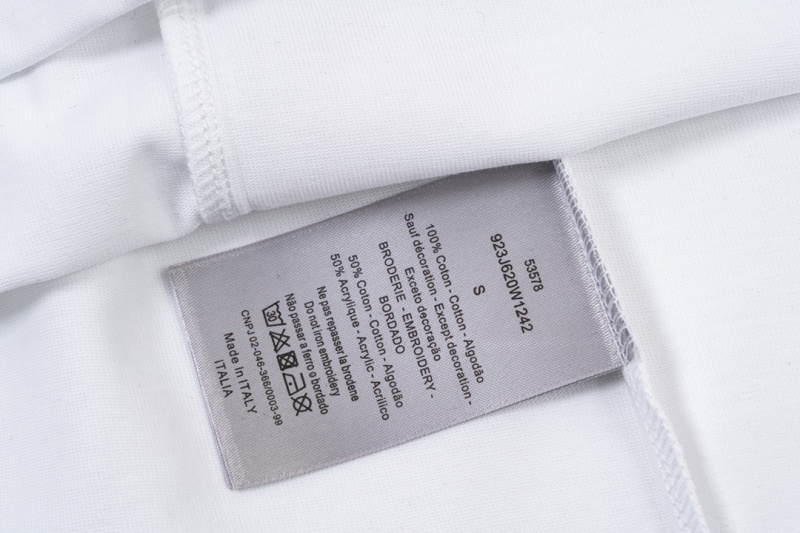 53578
923J620W1242
S
100% Coton - Cotton - Algodão
Sauf décoration - Except decoration -
Exceto decoração
BRODERIE - EMBROIDERY -
BORDADO
50% Coton - Cotton - Algodão
50% Acrylique - Acrylic - Acrilico
Ne pas repasser la broderie
Do not iron embroidery
Não passar a ferro o bordado
30
CNPJ 02-046-366/0003-99
Made in ITALY
ITALIA